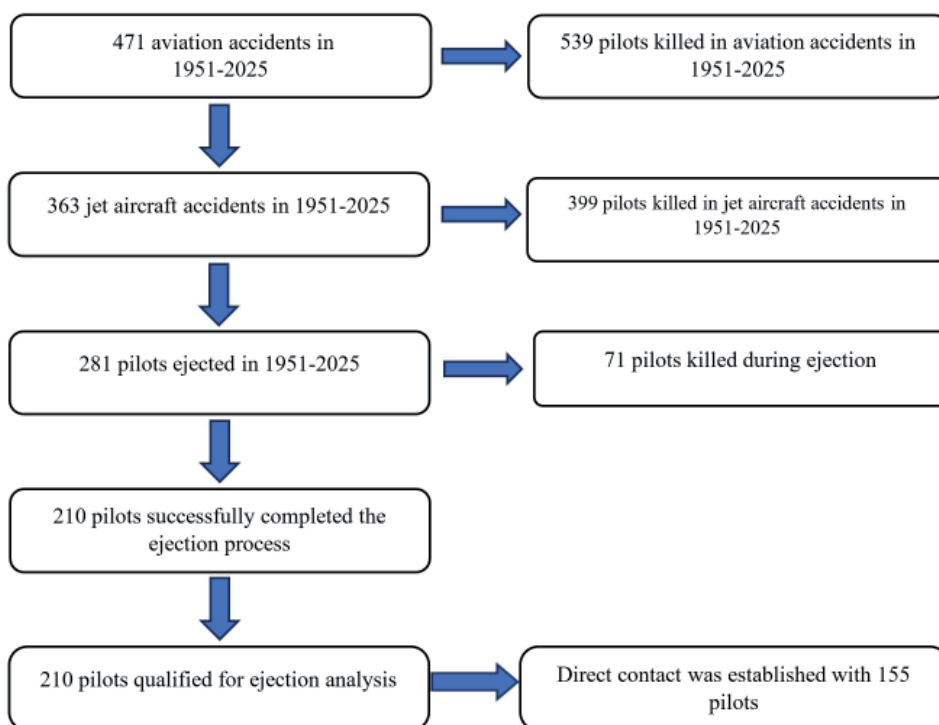 471 aviation accidents in
1951-2025
539 pilots killed in aviation accidents in
1951-2025
363 jet aircraft accidents in 1951-2025
399 pilots killed in jet aircraft accidents in
1951-2025
281 pilots ejected in 1951-2025
71 pilots killed during ejection
210 pilots successfully completed the
ejection process
210 pilots qualified for ejection analysis
Direct contact was established with 155
pilots